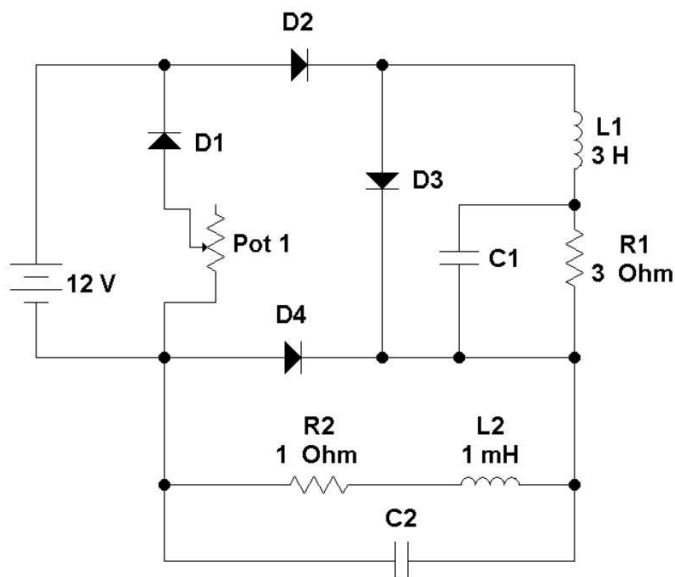 D2
D1
L1
3 H
D3
Pot 1
C1
R1
3 Ohm
12 V
D4
R2
1 Ohm
L2
1 mH
C2